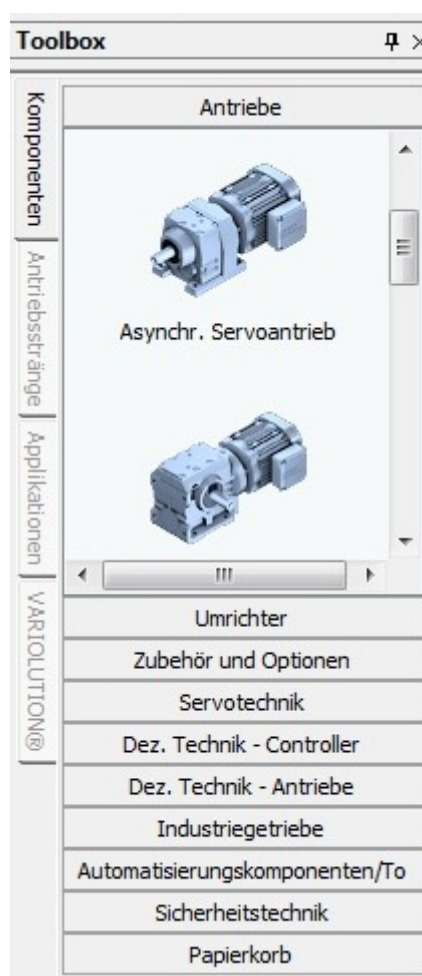 Toolbox
Komponenten
Antriebsstränge
Applikationen
VARIOLUTION®
Antriebe
Asynchr. Servoantrieb
Umrichter
Zubehör und Optionen
Servotechnik
Dez. Technik - Controller
Dez. Technik - Antriebe
Industriegetriebe
Automatisierungskomponenten/To
Sicherheitstechnik
Papierkorb